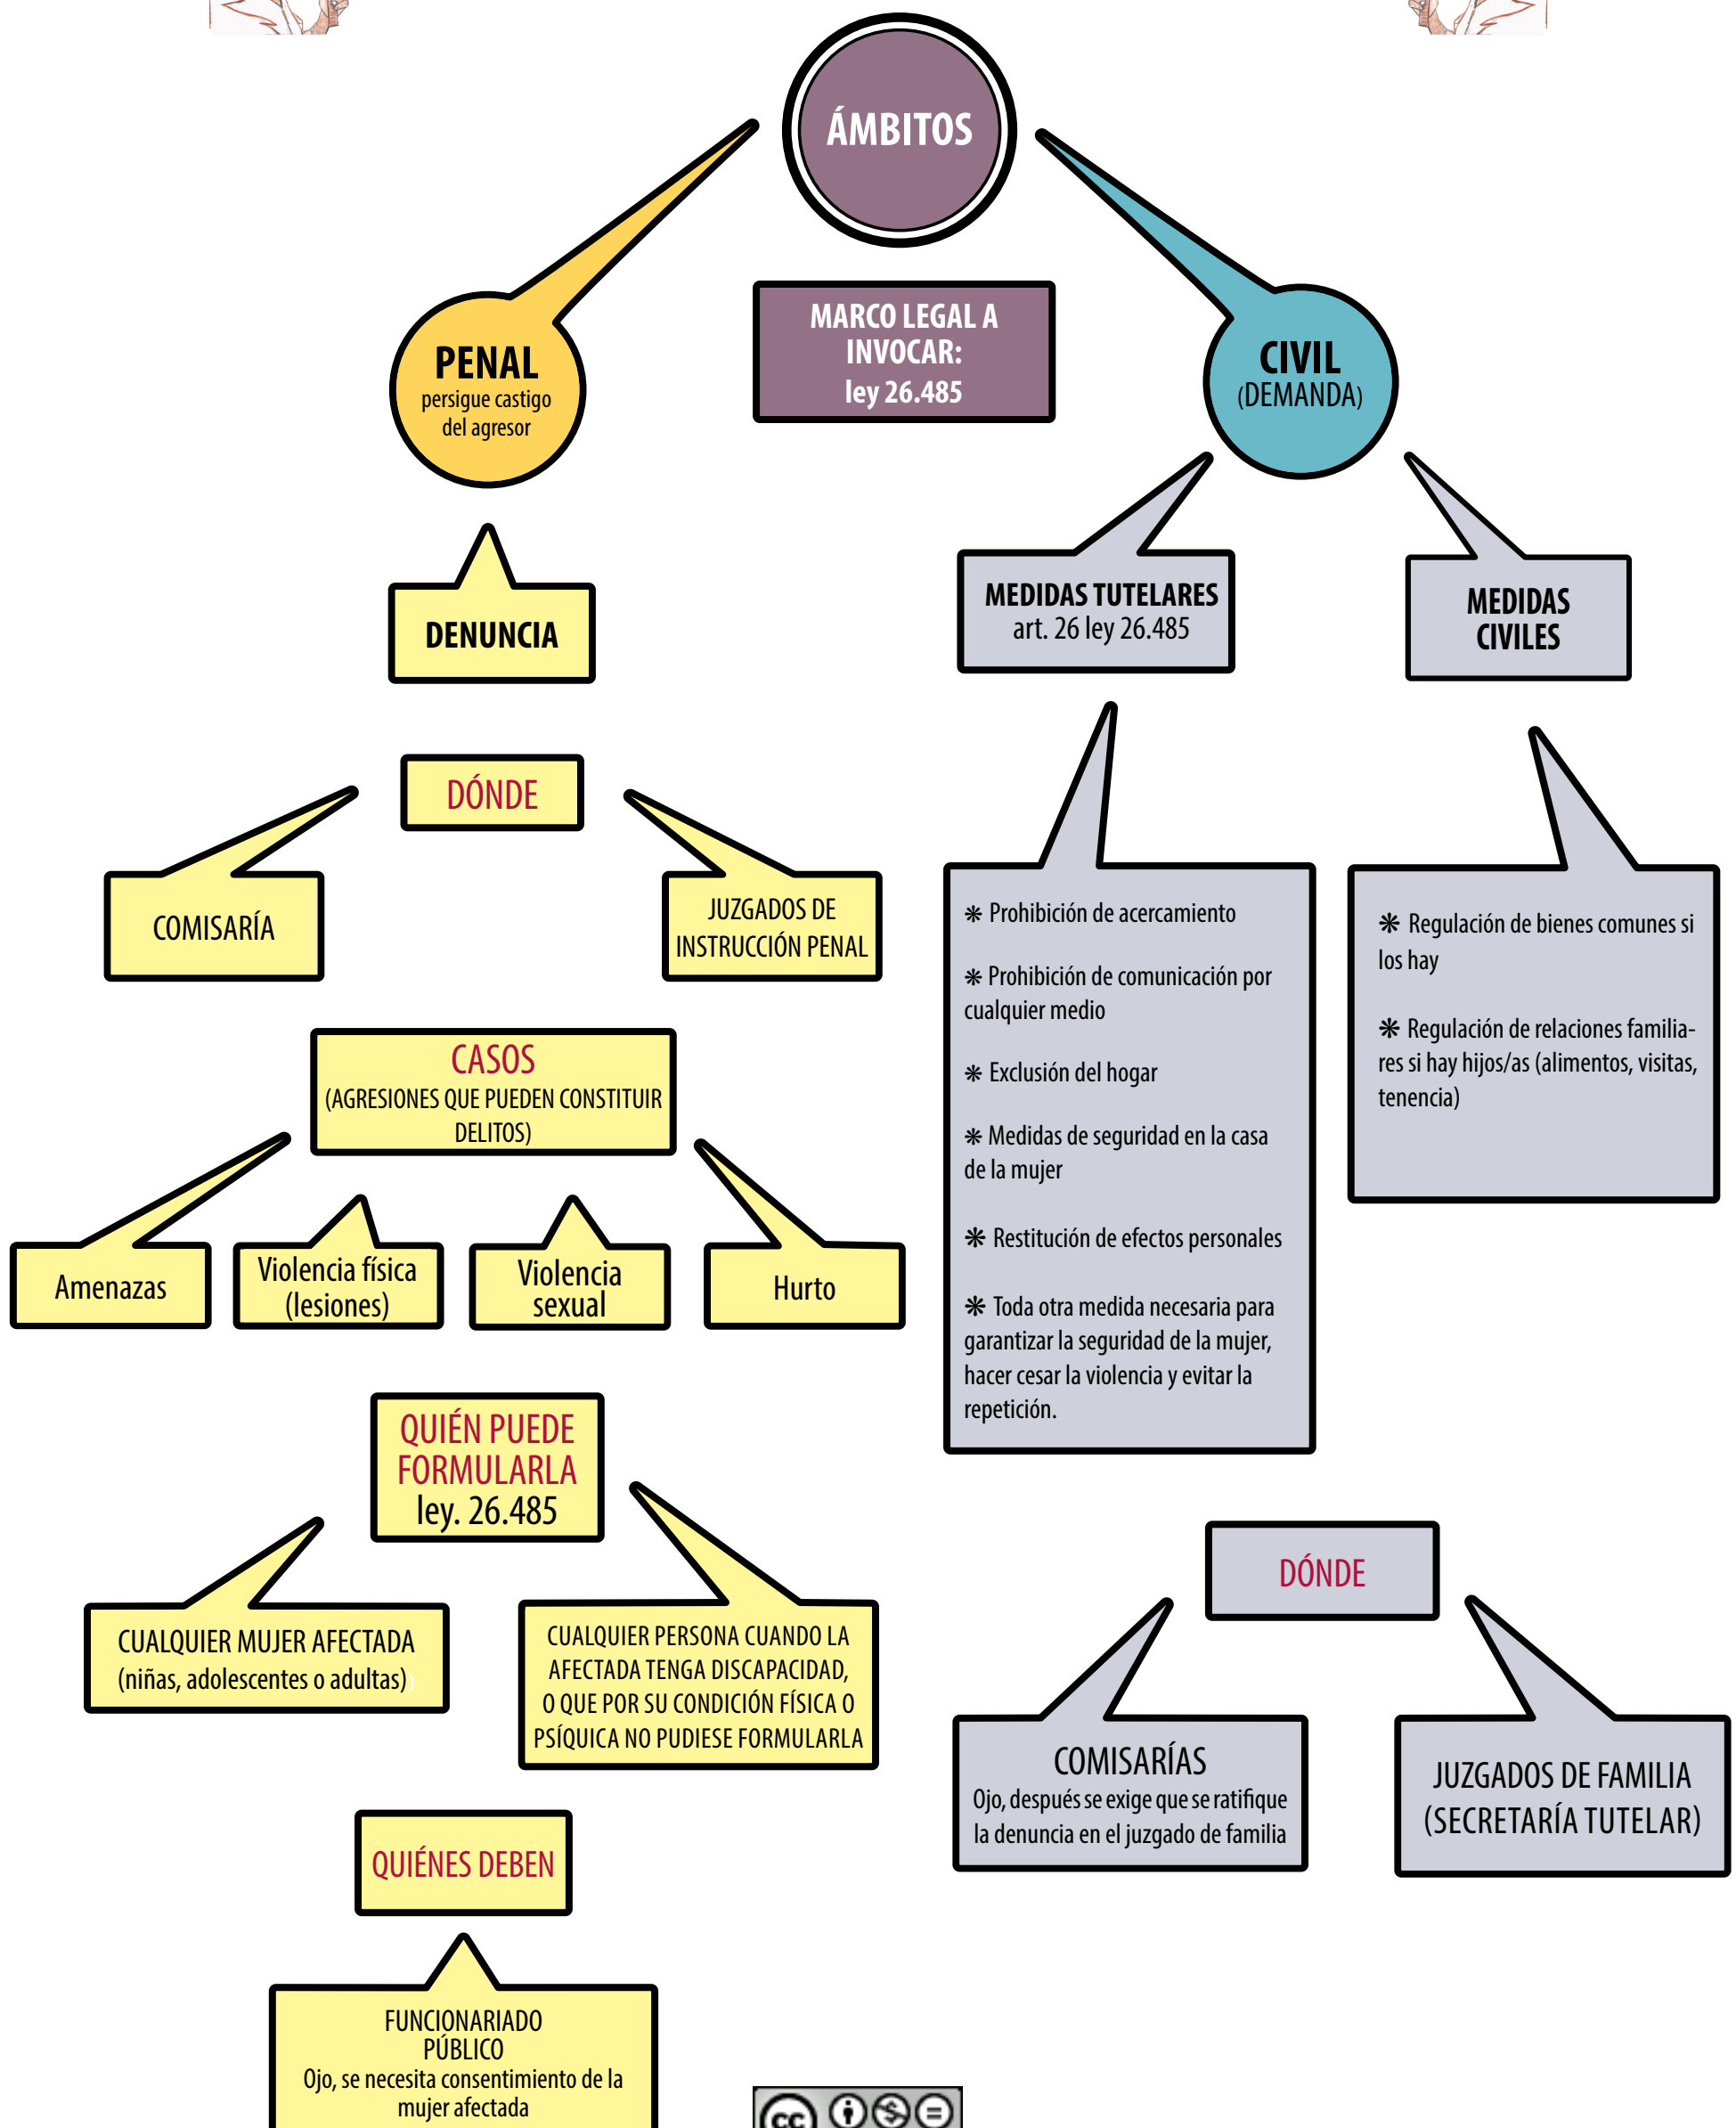 ÁMBITOS
MARCO LEGAL A
INVOCAR:
ley 26.485
PENAL
persigue castigo
del agresor
DENUNCIA
DÓNDE
COMISARÍA
JUZGADOS DE
INSTRUCCIÓN PENAL
CASOS
(AGRESIONES QUE PUEDEN CONSTITUIR
DELITOS)
Amenazas
Violencia física
(lesiones)
Violencia
sexual
Hurto
QUIÉN PUEDE
FORMULARLA
ley. 26.485
CUALQUIER MUJER AFECTADA
(niñas, adolescentes o adultas)
CUALQUIER PERSONA CUANDO LA
AFECTADA TENGA DISCAPACIDAD,
O QUE POR SU CONDICIÓN FÍSICA O
PSÍQUICA NO PUDIESE FORMULARLA
QUIÉNES DEBEN
FUNCIONARIADO
PÚBLICO
Ojo, se necesita consentimiento de la
mujer afectada
CIVIL
(DEMANDA)
MEDIDAS TUTELARES
art. 26 ley 26.485
❋ Prohibición de acercamiento
❋ Prohibición de comunicación por
cualquier medio
❋ Exclusión del hogar
❋ Medidas de seguridad en la casa
de la mujer
❋ Restitución de efectos personales
❋ Toda otra medida necesaria para
garantizar la seguridad de la mujer,
hacer cesar la violencia y evitar la
repetición.
MEDIDAS
CIVILES
❋ Regulación de bienes comunes si
los hay
❋ Regulación de relaciones familia-
res si hay hijos/as (alimentos, visitas,
tenencia)
DÓNDE
COMISARÍAS
Ojo, después se exige que se ratifique
la denuncia en el juzgado de familia
JUZGADOS DE FAMILIA
(SECRETARÍA TUTELAR)
cc